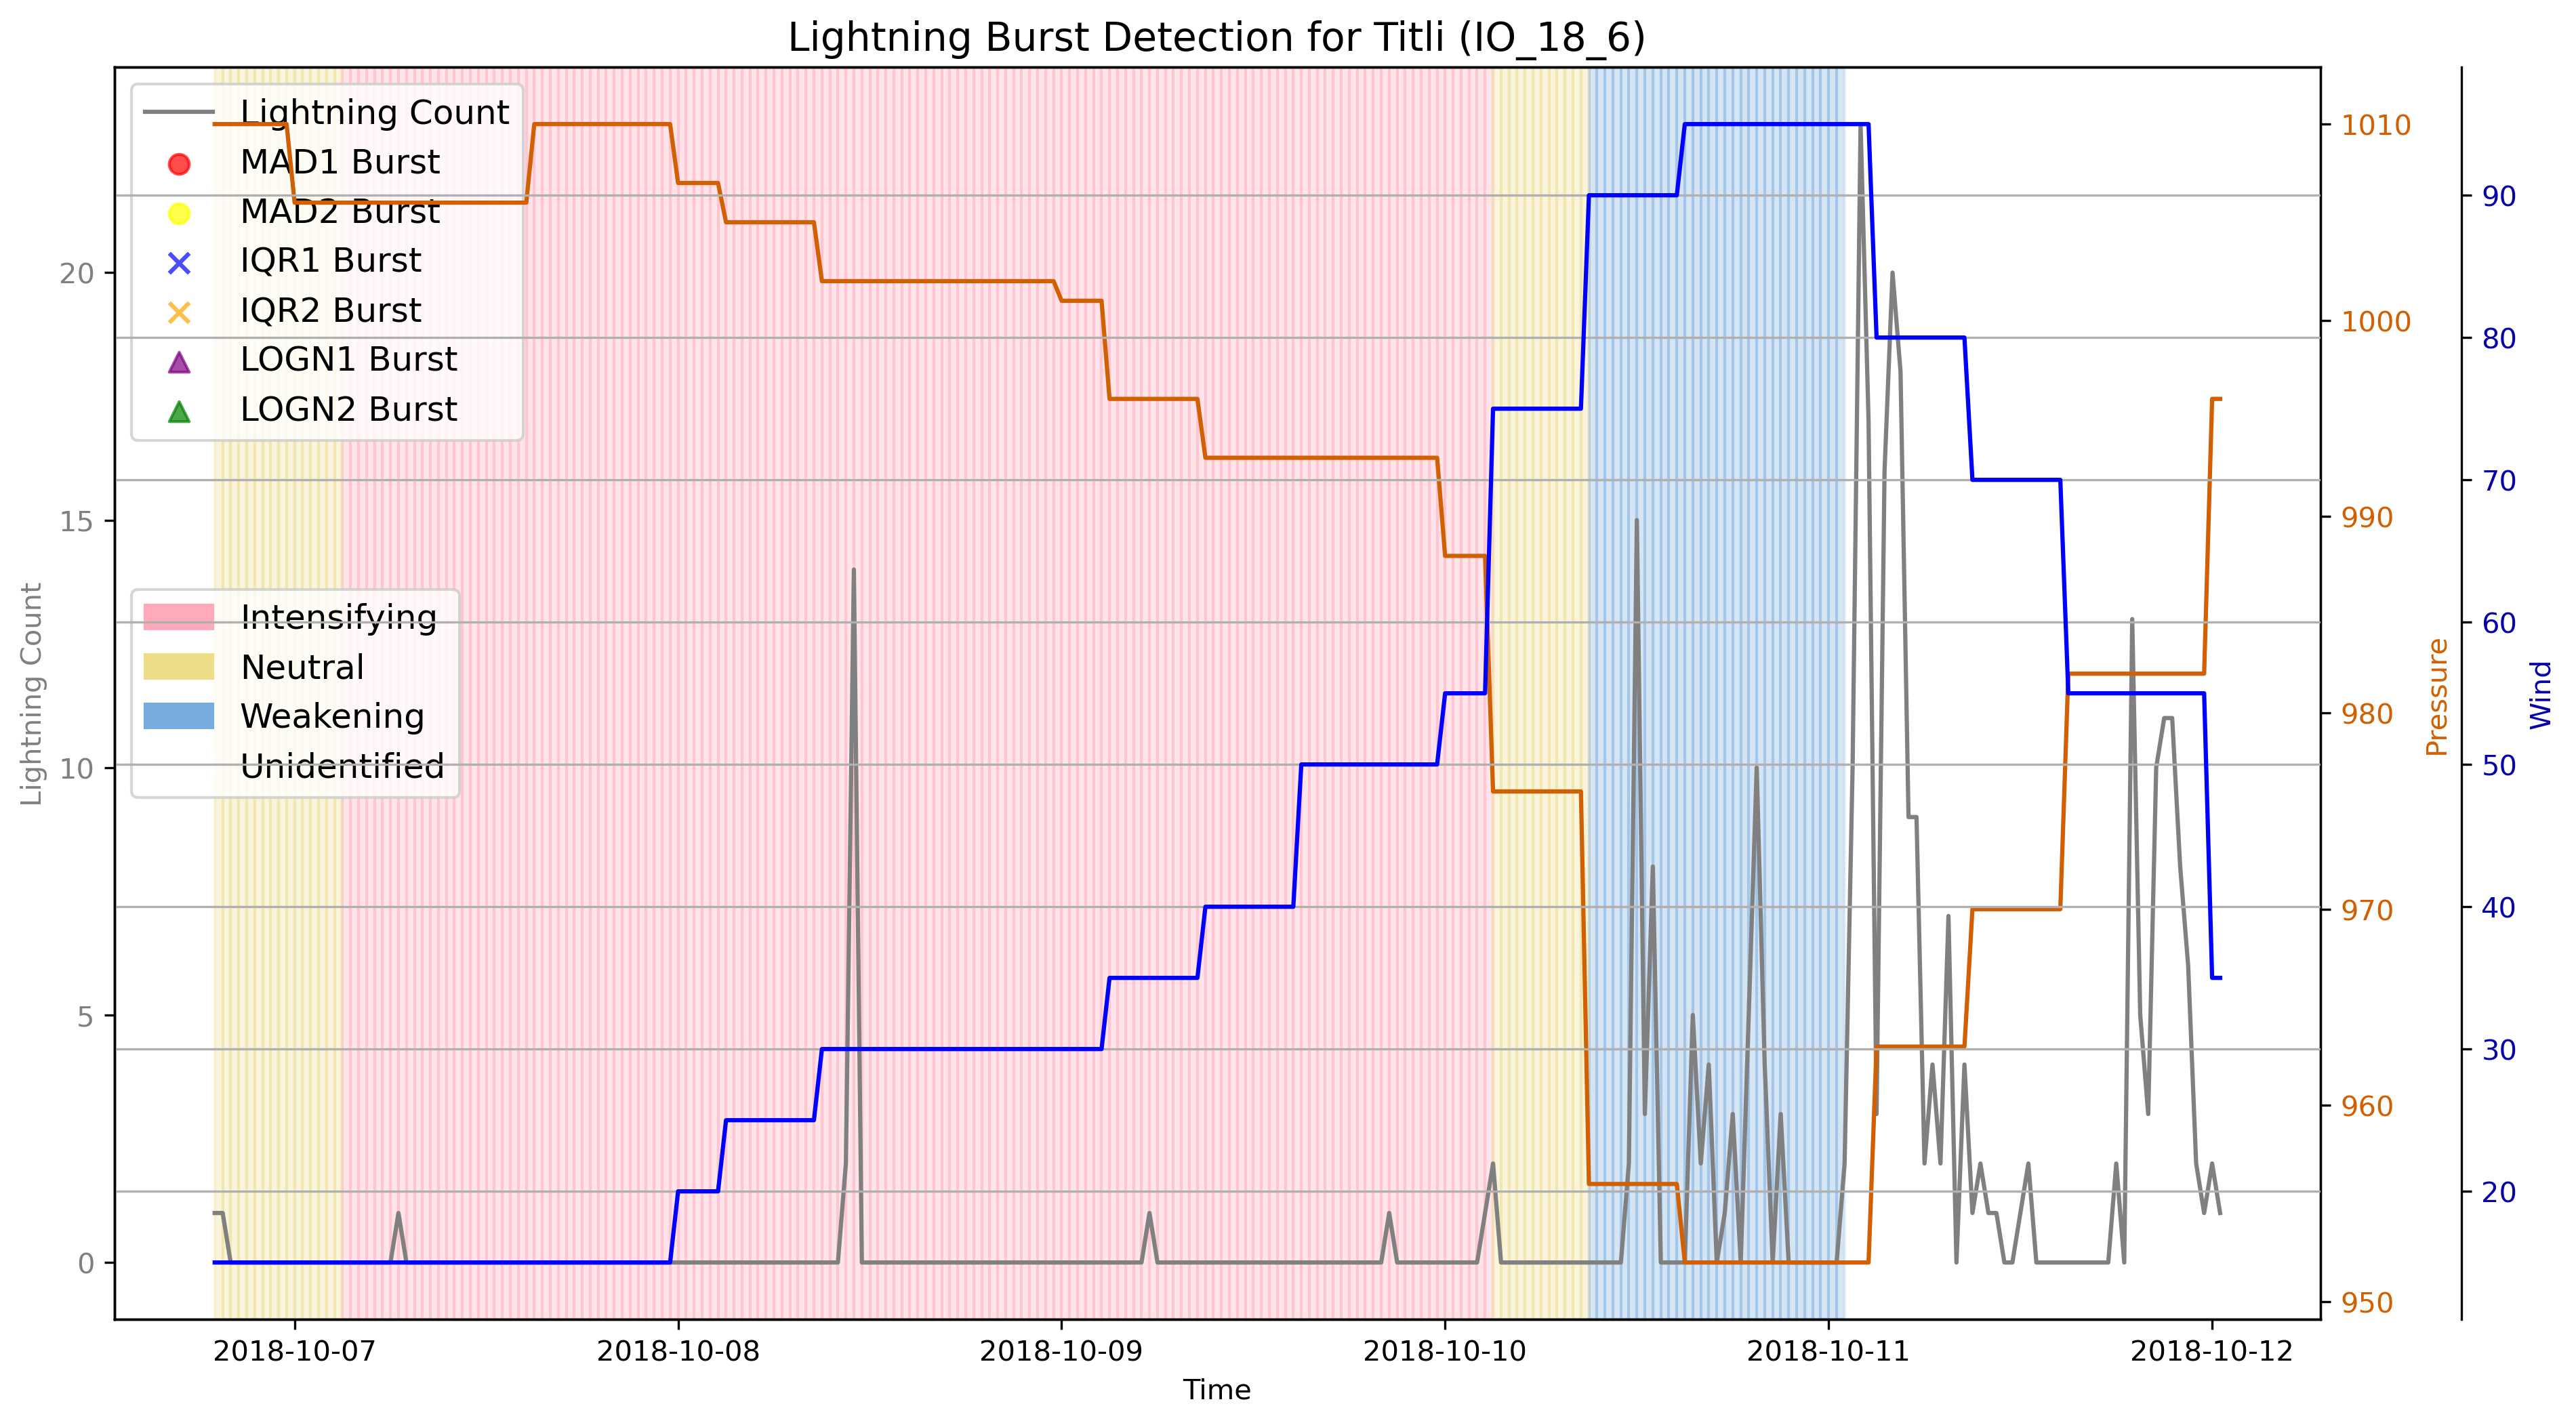 Lightning Burst Detection for Titli (IO_18_6)
Lightning Count
MAD1 Burst
MAD2 Burst
IQR1 Burst
IQR2 Burst
LOGN1 Burst
LOGN2 Burst
Intensifying
Neutral
Weakening
Unidentified
Lightning Count
20
15
10
5
0
1010
1000
990
980
970
960
950
Pressure
90
80
70
60
50
40
30
20
Wind
2018-10-07
2018-10-08
2018-10-09
2018-10-10
2018-10-11
2018-10-12
Time